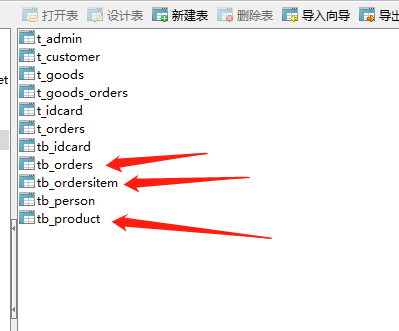 打开表 设计表 新建表 删除表 导入向导 导出
et
t_admin
t_customer
t_goods
t_goods_orders
t_idcard
t_orders
tb_idcard
tb_orders
tb_ordersitem
tb_person
tb_product